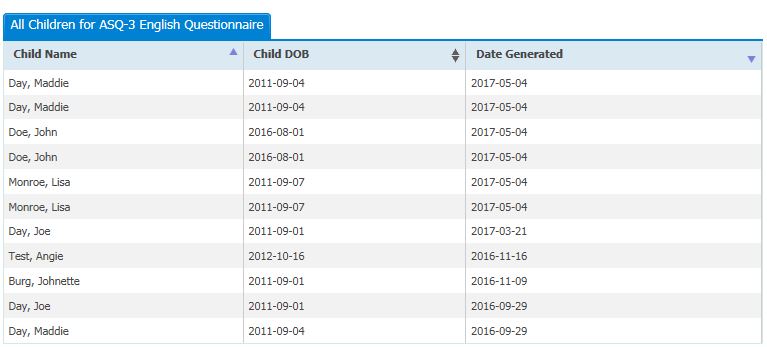 All Children for ASQ-3 English Questionnaire
Child Name Child DOB Date Generated
Day, Maddie 2011-09-04 2017-05-04
Day, Maddie 2011-09-04 2017-05-04
Doe, John 2016-08-01 2017-05-04
Doe, John 2016-08-01 2017-05-04
Monroe, Lisa 2011-09-07 2017-05-04
Monroe, Lisa 2011-09-07 2017-05-04
Day, Joe 2011-09-01 2017-03-21
Test, Angie 2012-10-16 2016-11-16
Burg, Johnette 2011-09-01 2016-11-09
Day, Joe 2011-09-01 2016-09-29
Day, Maddie 2011-09-04 2016-09-29